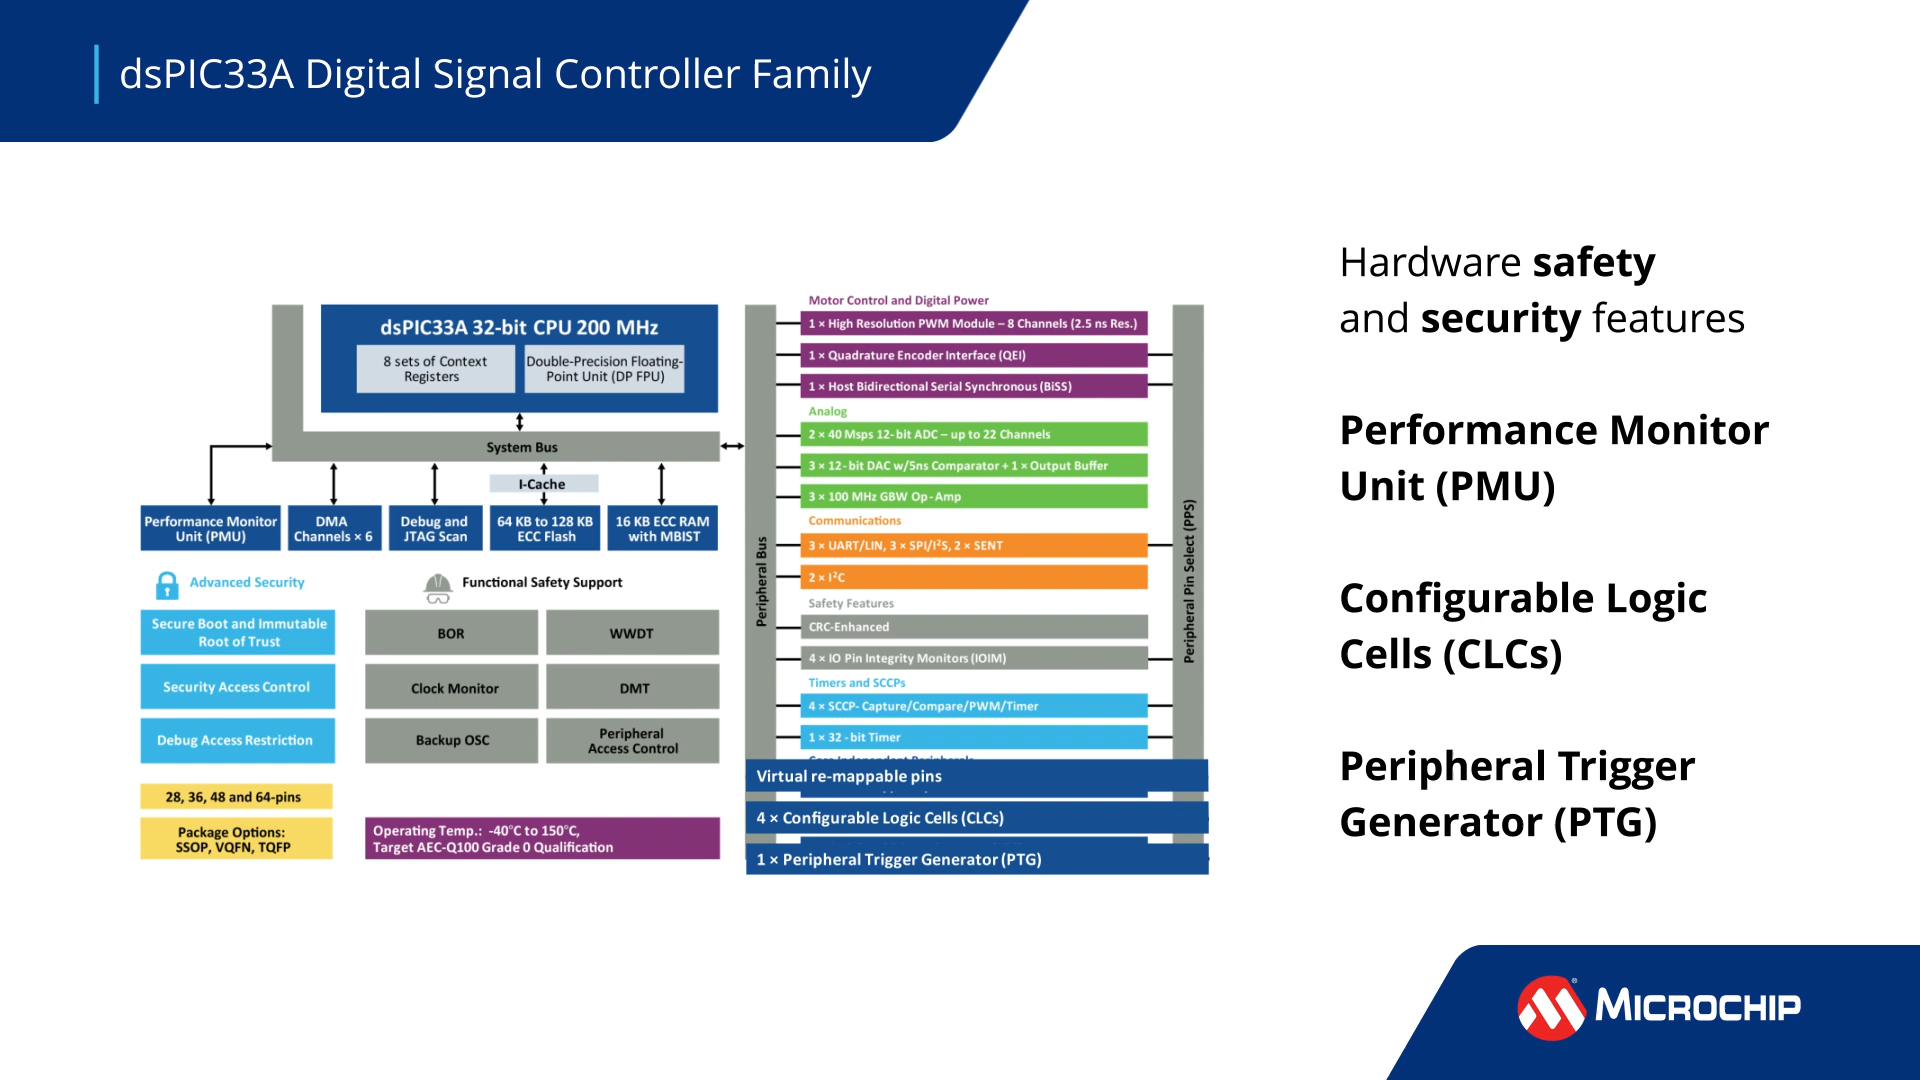 dsPIC33A Digital Signal Controller Family
dsPIC33A 32-bit CPU 200 MHz
8 sets of Context
Registers
Double-Precision Floating-
Point Unit (DP FPU)
System Bus
I-Cache
Performance Monitor
Unit (PMU)
DMA
Channels × 6
Debug and
JTAG Scan
64 KB to 128 KB
ECC Flash
16 KB ECC RAM
with MBIST
Advanced Security
Secure Boot and Immutable
Root of Trust
Security Access Control
Debug Access Restriction
Functional Safety Support
BOR
WWDT
Clock Monitor
DMT
Backup OSC
Peripheral
Access Control
28, 36, 48 and 64-pins
Package Options:
SSOP, VQFN, TQFP
Operating Temp.: -40°C to 150°C,
Target AEC-Q100 Grade 0 Qualification
Peripheral Bus
Motor Control and Digital Power
1 × High Resolution PWM Module – 8 Channels (2.5 ns Res.)
1 × Quadrature Encoder Interface (QEI)
1 × Host Bidirectional Serial Synchronous (BiSS)
Analog
2 × 40 Msps 12-bit ADC – up to 22 Channels
3 × 12-bit DAC w/5ns Comparator + 1 × Output Buffer
3 × 100 MHz GBW Op-Amp
Communications
3 × UART/LIN, 3 × SPI/I²S, 2 × SENT
2 × I²C
Safety Features
CRC-Enhanced
4 × IO Pin Integrity Monitors (IOIM)
Timers and SCCPs
4 × SCCP- Capture/Compare/PWM/Timer
1 × 32 -bit Timer
Virtual re-mappable pins
4 × Configurable Logic Cells (CLCs)
1 × Peripheral Trigger Generator (PTG)
Peripheral Pin Select (PPS)
Hardware safety
and security features
Performance Monitor
Unit (PMU)
Configurable Logic
Cells (CLCs)
Peripheral Trigger
Generator (PTG)
MICROCHIP